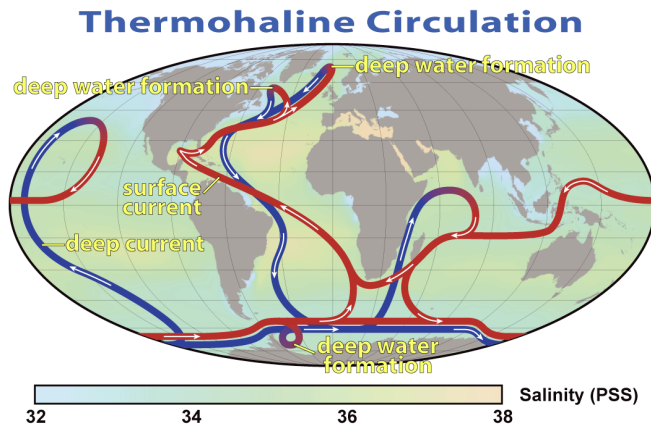 Thermohaline Circulation
deep water formation
deep water formation
surface
current
deep current
deep water
formation
Salinity (PSS)
32
34
36
38